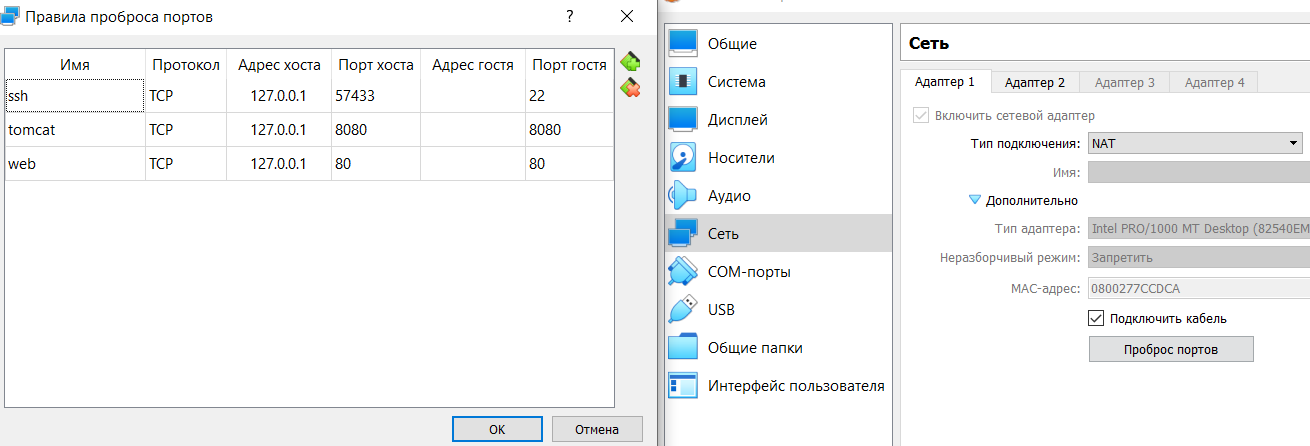 Правила проброса портов
?
Имя Протокол Адрес хоста Порт хоста Адрес гостя Порт гостя
ssh TCP 127.0.0.1 57433 22
tomcat TCP 127.0.0.1 8080 8080
web TCP 127.0.0.1 80 80
OK Отмена
Общие
Система
Дисплей
Носители
Аудио
Сеть
COM-порты
USB
Общие папки
Интерфейс пользователя
Сеть
Адаптер 1 Адаптер 2 Адаптер 3 Адаптер 4
Включить сетевой адаптер
Тип подключения: NAT
Имя:
Дополнительно
Тип адаптера: Intel PRO/1000 MT Desktop (82540EM
Неразборчивый режим: Запретить
MAC-адрес: 0800277CCDCA
Подключить кабель
Проброс портов